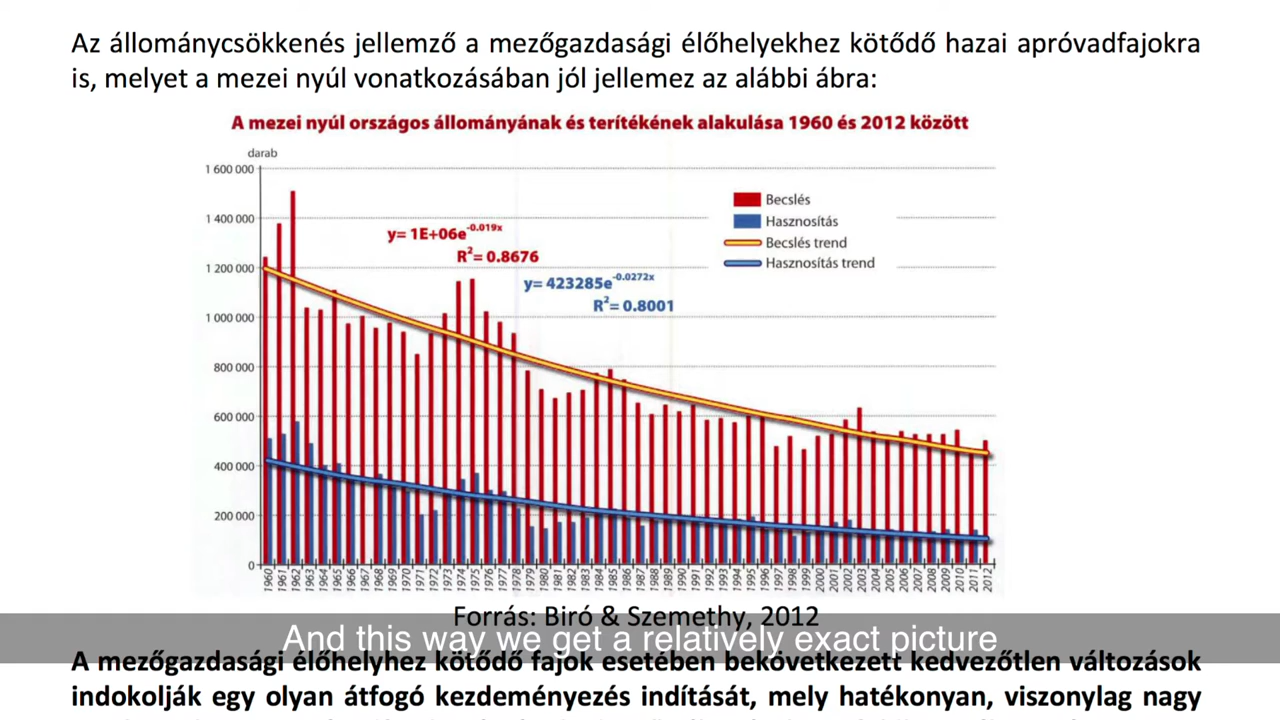 Az állománycsökkenés jellemző a mezőgazdasági élőhelyekhez kötődő hazai apróvadfajokra
is, melyet a mezei nyúl vonatkozásában jól jellemez az alábbi ábra:
A mezei nyúl országos állományának és terítékének alakulása 1960 és 2012 között
darab
1 600 000
1 400 000
1 200 000
1 000 000
800 000
600 000
400 000
200 000
0
y= 1E+06e^-0.019x
R²= 0.8676
y= 423285e^-0.0272x
R²= 0.8001
Becslés
Hasznosítás
Becslés trend
Hasznosítás trend
1960 1961 1962 1963 1964 1965 1966 1967 1968 1969 1970 1971 1972 1973 1974 1975 1976 1977 1978 1979 1980 1981 1982 1983 1984 1985 1986 1987 1988 1989 1990 1991 1992 1993 1994 1995 1996 1997 1998 1999 2000 2001 2002 2003 2004 2005 2006 2007 2008 2009 2010 2011 2012
Forrás: Biró & Szemethy, 2012
And this way we get a relatively exact picture
A mezőgazdasági élőhelyhez kötődő fajok esetében bekövetkezett kedvezőtlen változások
indokolják egy olyan átfogó kezdeményezés indítását, mely hatékonyan, viszonylag nagy